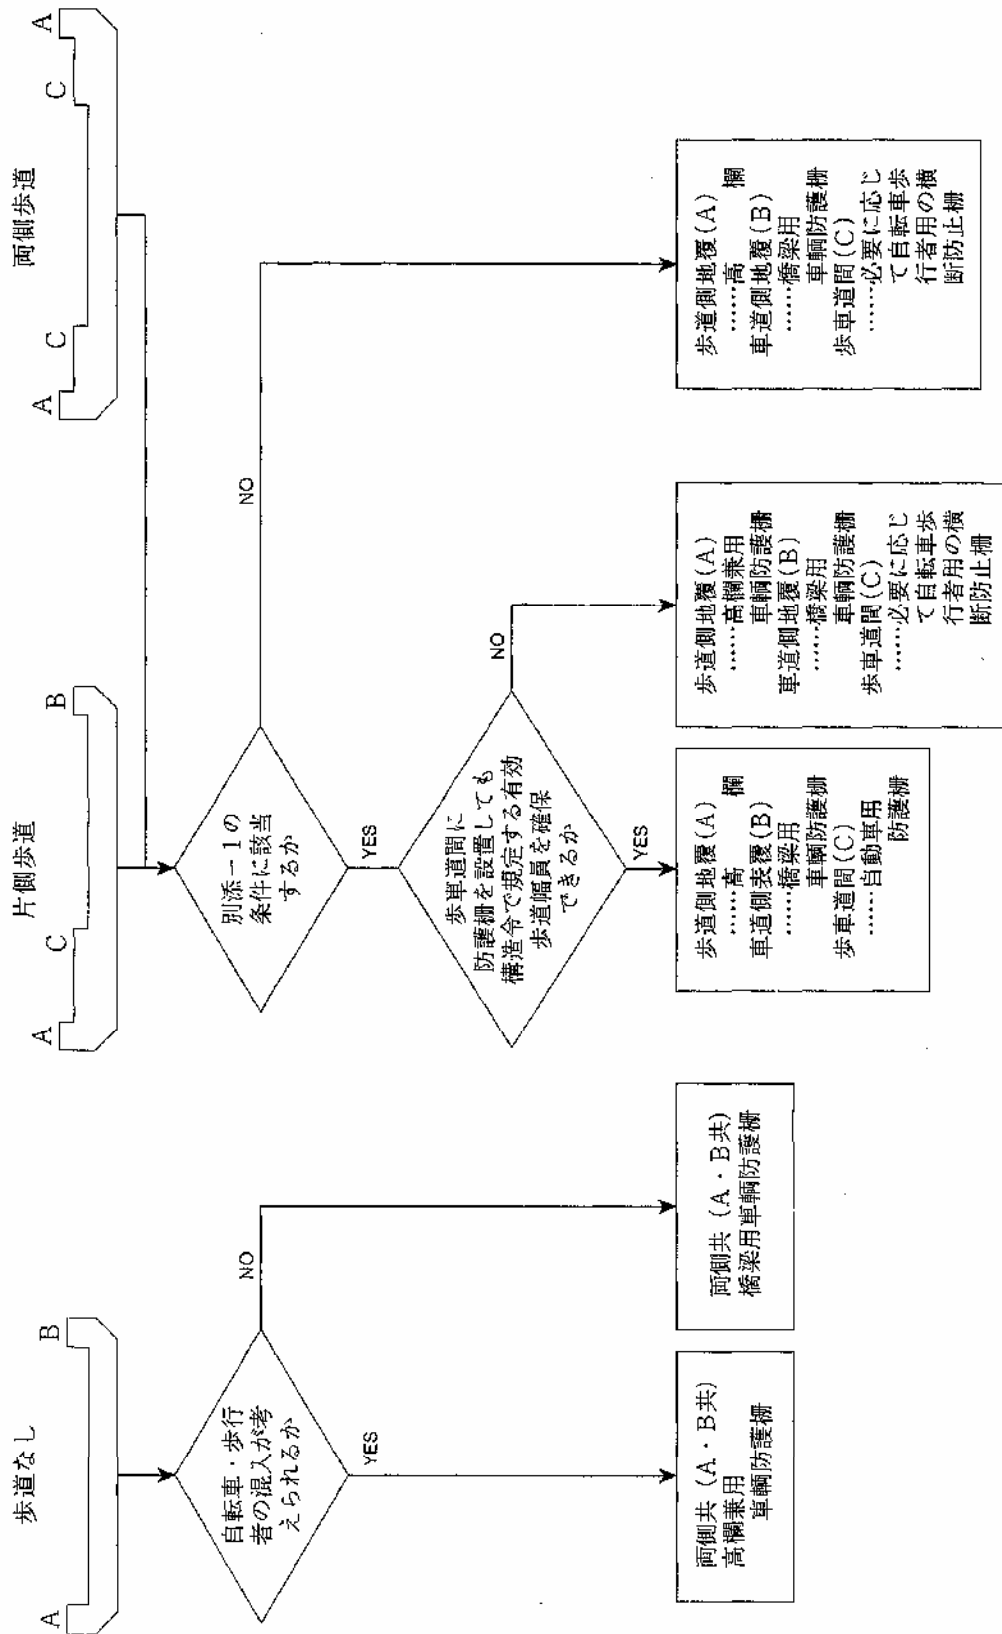 歩道なし
A
B
自転車・歩行
者の混入が考
えられるか
YES
NO
両側共(A・B共)
高欄兼用
車輌防護柵
両側共(A・B共)
橋梁用車輌防護柵
片側歩道
A
C
B
両側歩道
A
C
C
A
別添－1の
条件に該当
するか
YES
NO
歩車道間に
防護柵を設置しても
構造令で規定する有効
歩道幅員を確保
できるか
YES
NO
歩道側地覆(A)
……高　　欄
車道側表覆(B)
……橋梁用
車輌防護柵
歩車道間(C)
……自動車用
防護柵
歩道側地覆(A)
……高欄兼用
車輌防護柵
車道側地覆(B)
……橋梁用
車輌防護柵
歩車道間(C)
……必要に応じ
て自転車歩
行者用の横
断防止柵
歩道側地覆(A)
……高　　欄
車道側地覆(B)
……橋梁用
車輌防護柵
歩車道間(C)
……必要に応じ
て自転車歩
行者用の横
断防止柵